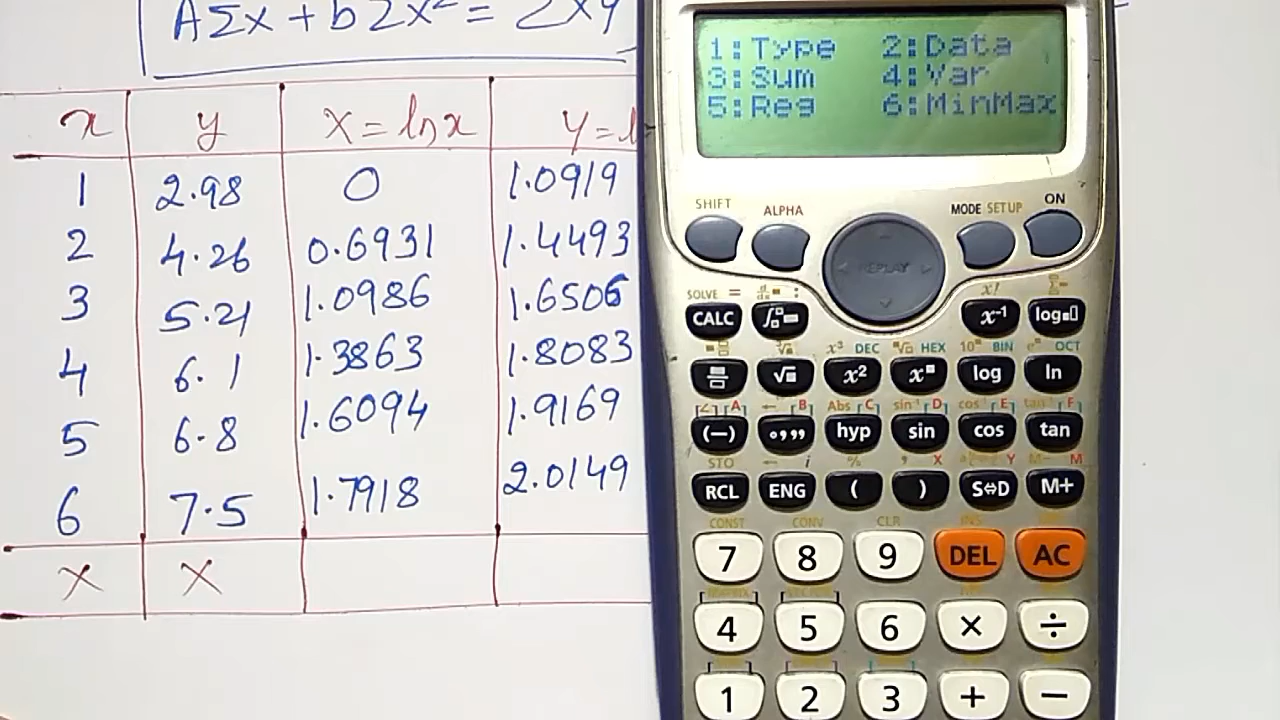 AΣx + bΣx² = Σxy
x y X = ln x Y = l
1 2.98 0 1.0919
2 4.26 0.6931 1.4493
3 5.21 1.0986 1.6506
4 6.1 1.3863 1.8083
5 6.8 1.6094 1.9169
6 7.5 1.7918 2.0149
x x
1:Type 2:Data
3:Sum 4:Var
5:Reg 6:MinMax
SHIFT ALPHA MODE SETUP ON
REPLAY
SOLVE = d/dx : x! Σ
CALC x⁻¹ log
x³ DEC HEX 10 BIN e OCT
x² x log ln
A B Abs C sin⁻¹ D cos⁻¹ E tan⁻¹ F
(−) °,,, hyp sin cos tan
STO ← i % , X Y M− M
RCL ENG ( ) S⇔D M+
CONST CONV CLR INS
7 8 9 DEL AC
4 5 6 × ÷
1 2 3 + −